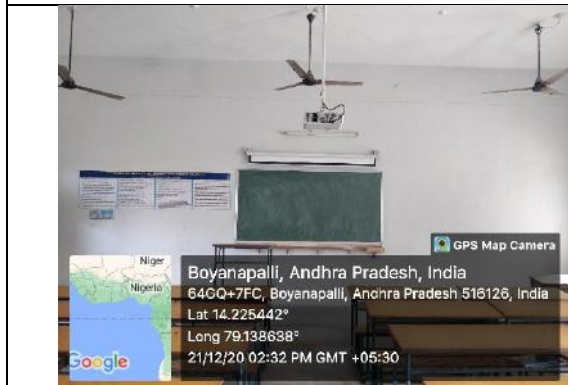 GPS Map Camera
Niger
Nigeria
Google
Boyanapalli, Andhra Pradesh, India
64GQ+7FC, Boyanapalli, Andhra Pradesh 516126, India
Lat 14.225442°
Long 79.138638°
21/12/20 02:32 PM GMT +05:30